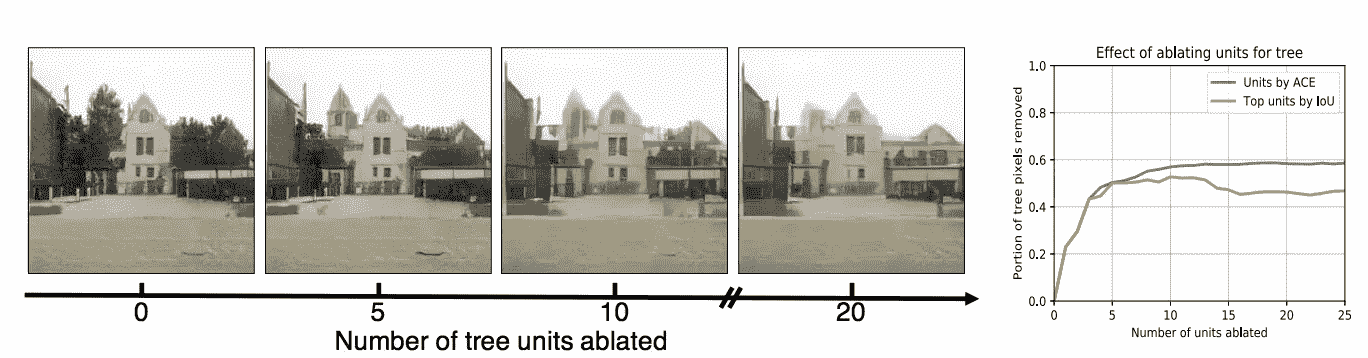 0
5
10
20
Number of tree units ablated
Effect of ablating units for tree
Units by ACE
Top units by IoU
Portion of tree pixels removed
1.0
0.8
0.6
0.4
0.2
0.0
0 5 10 15 20 25
Number of units ablated